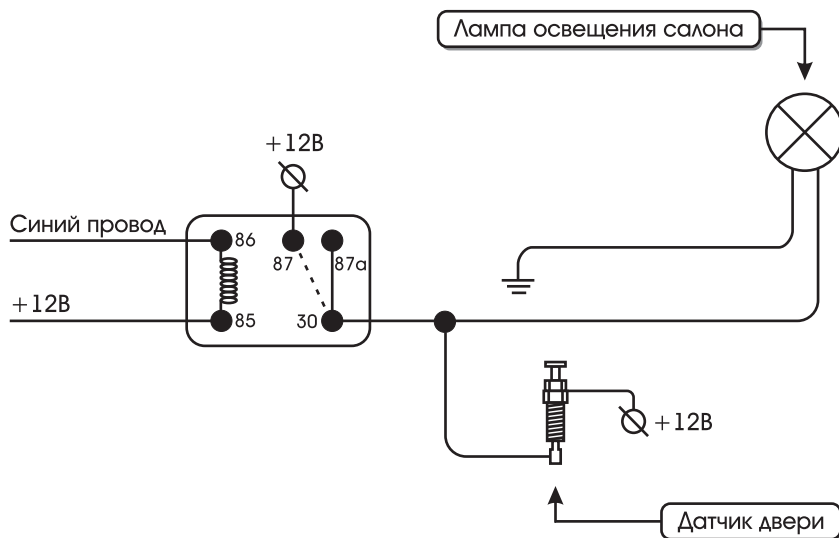 Лампа освещения салона
+12В
Синий провод
86
87
87a
+12В
85
30
+12В
Датчик двери